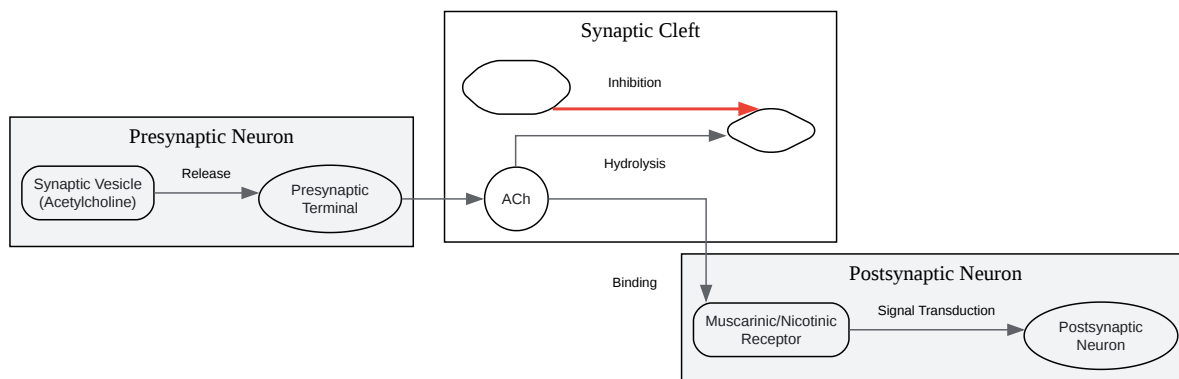 Synaptic Cleft
Inhibition
Presynaptic Neuron
Synaptic Vesicle
(Acetylcholine)
Release
Presynaptic
Terminal
Hydrolysis
ACh
Binding
Postsynaptic Neuron
Muscarinic/Nicotinic
Receptor
Signal Transduction
Postsynaptic
Neuron